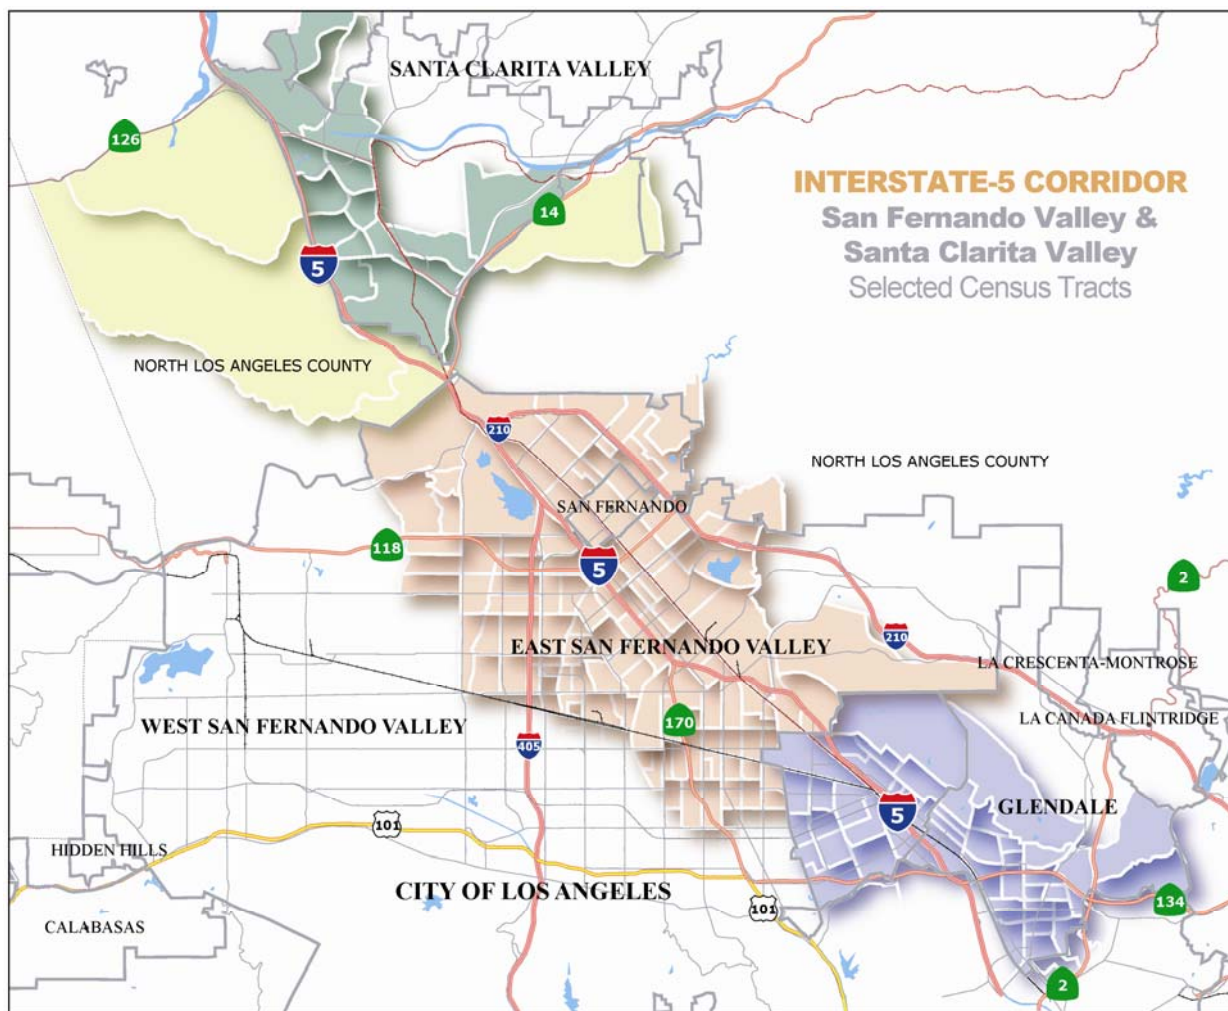 SANTA CLARITA VALLEY
126
INTERSTATE-5 CORRIDOR
San Fernando Valley &
Santa Clarita Valley
Selected Census Tracts
14
5
NORTH LOS ANGELES COUNTY
210
NORTH LOS ANGELES COUNTY
SAN FERNANDO
118
5
2
210
EAST SAN FERNANDO VALLEY
LA CRESCENTA-MONTROSE
170
WEST SAN FERNANDO VALLEY
LA CANADA FLINTRIDGE
405
5
GLENDALE
101
HIDDEN HILLS
CITY OF LOS ANGELES
101
134
CALABASAS
2